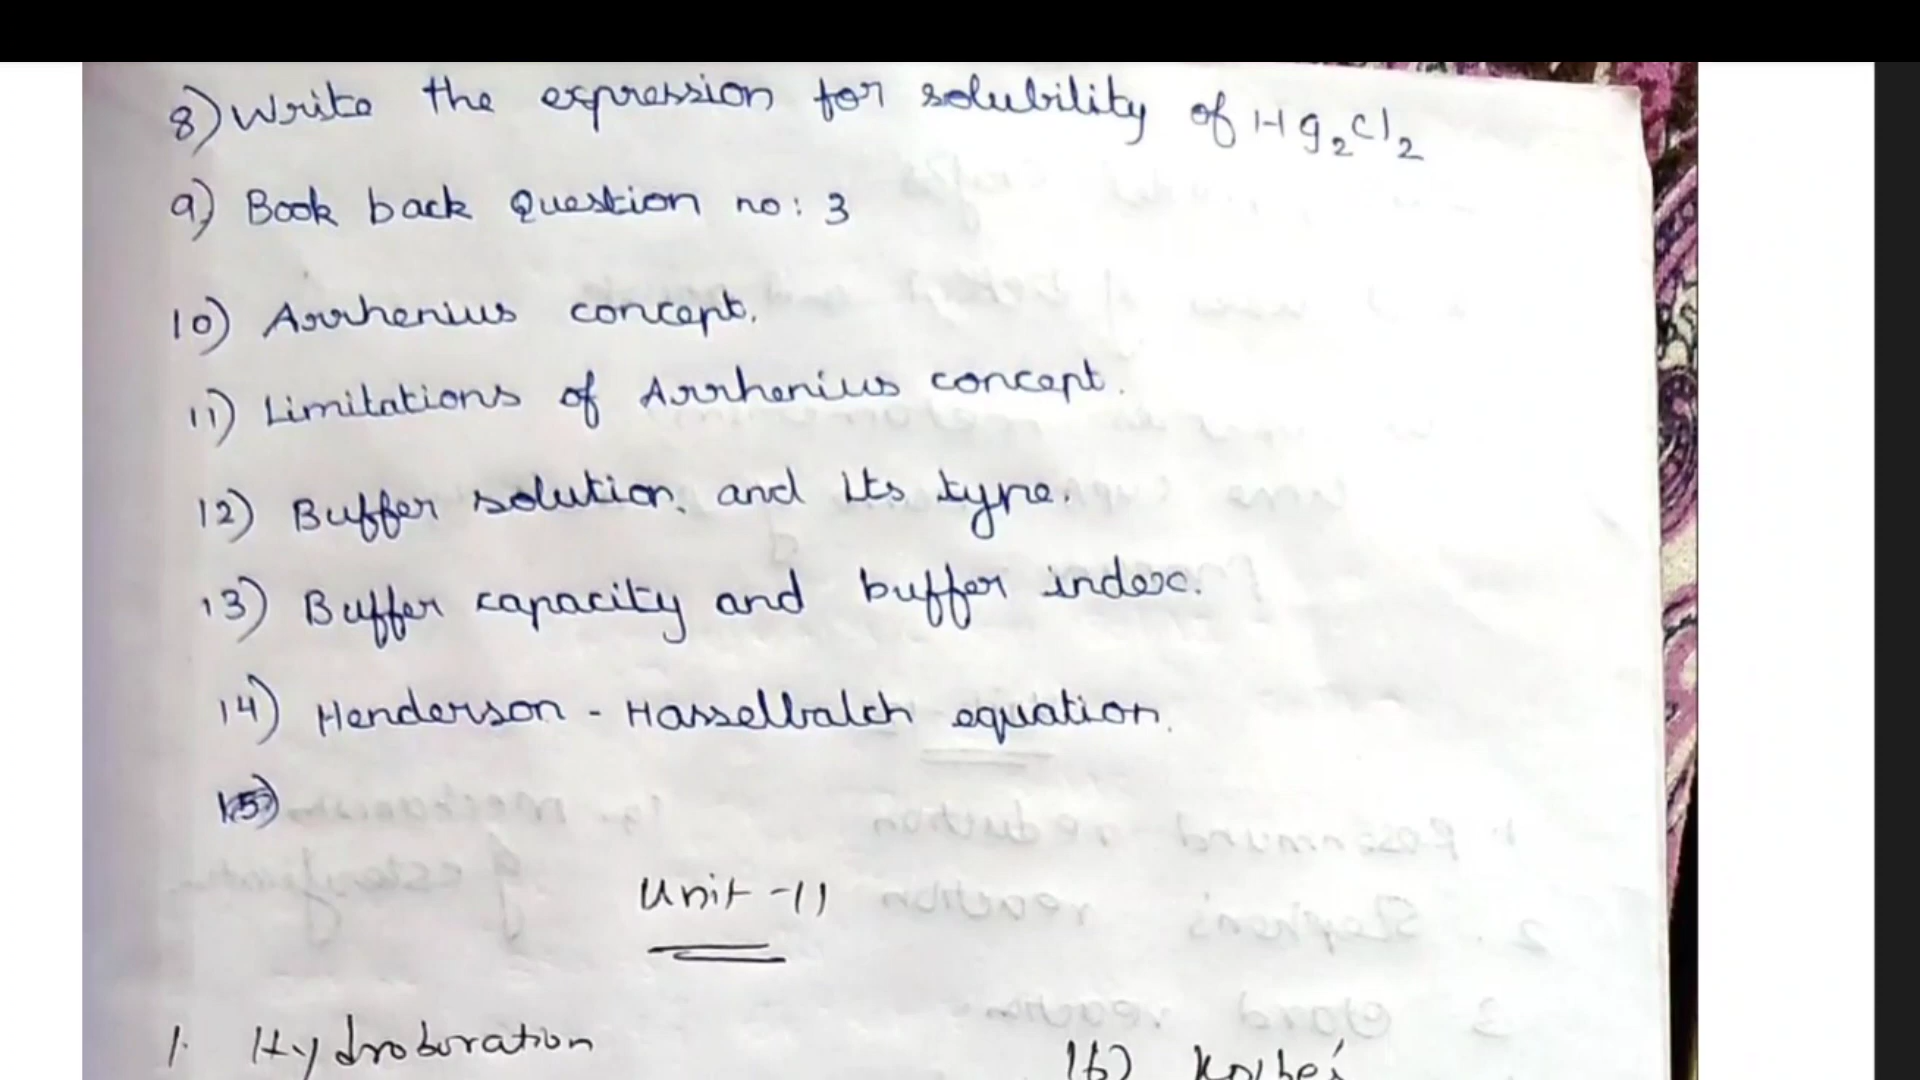 8) Write the expression for solubility of Hg2Cl2
9) Book back Question no: 3
10) Arrhenius concept.
11) Limitations of Arrhenius concept.
12) Buffer solution, and its type.
13) Buffer capacity and buffer index.
14) Henderson - Hasselbalch equation.
15)
Unit - 11
1. Hydroboration
16) Kolbe's